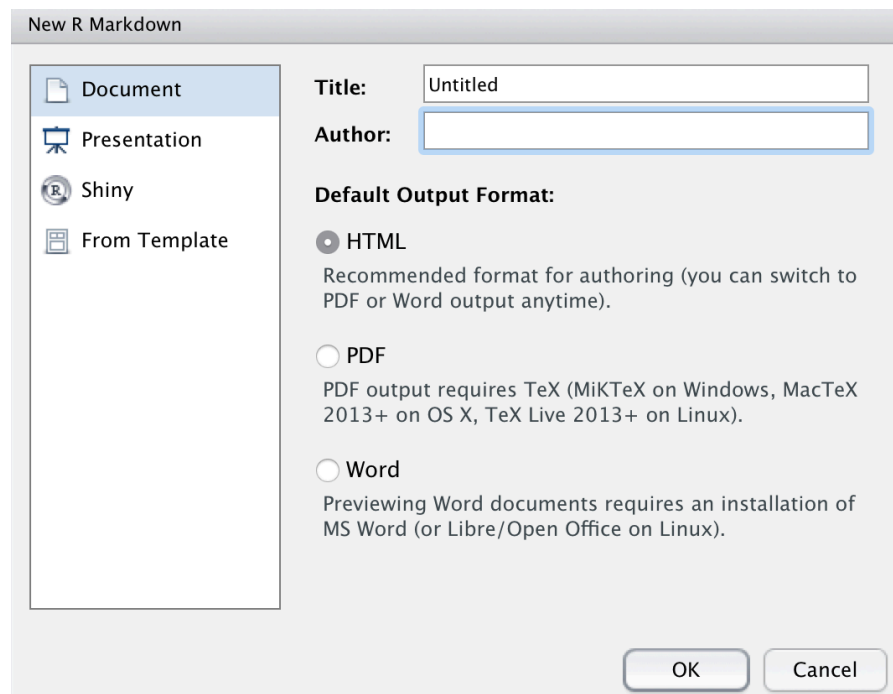 New R Markdown
Document
Presentation
Shiny
From Template
Title:
Untitled
Author:
Default Output Format:
HTML
Recommended format for authoring (you can switch to
PDF or Word output anytime).
PDF
PDF output requires TeX (MiKTeX on Windows, MacTeX
2013+ on OS X, TeX Live 2013+ on Linux).
Word
Previewing Word documents requires an installation of
MS Word (or Libre/Open Office on Linux).
OK
Cancel